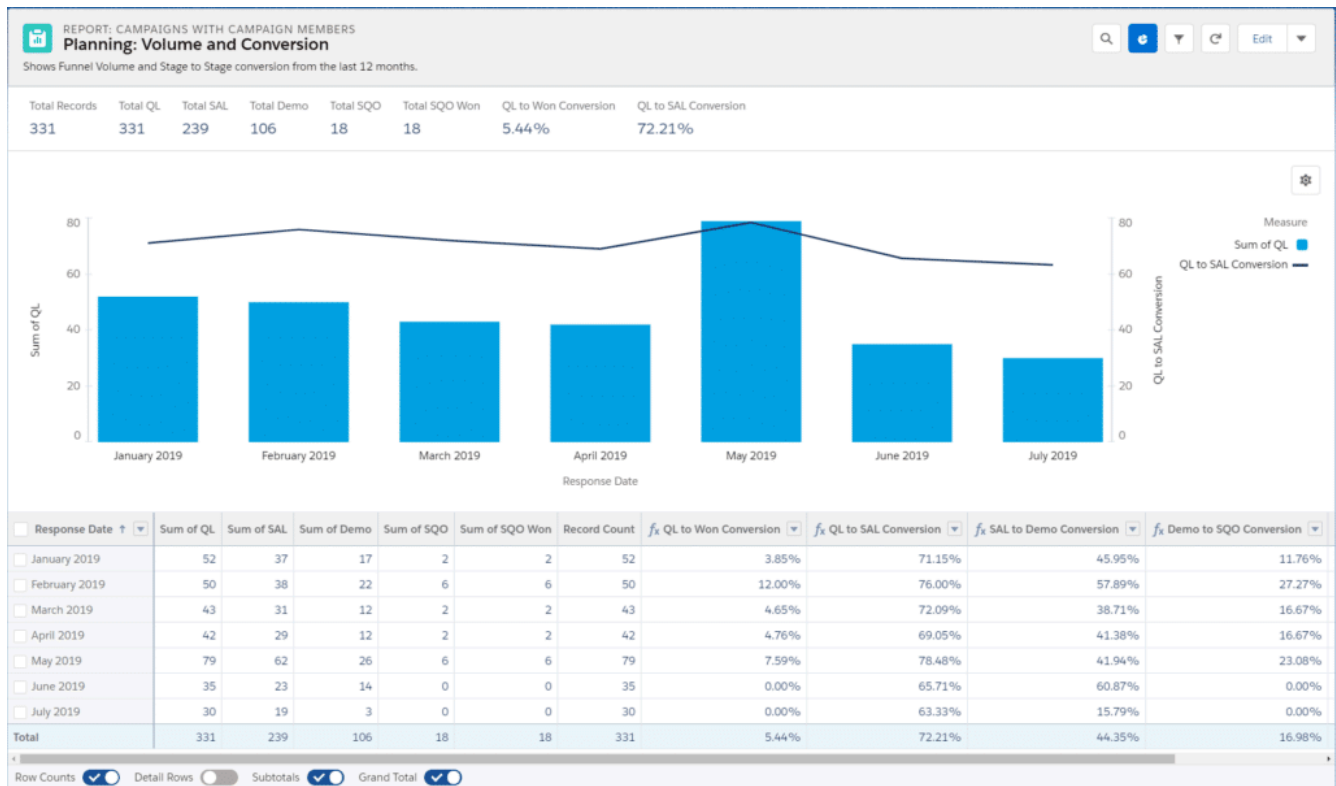 REPORT: CAMPAIGNS WITH CAMPAIGN MEMBERS
Planning: Volume and Conversion
Edit
Shows Funnel Volume and Stage to Stage conversion from the last 12 months.
Total Records Total QL Total SAL Total Demo Total SQO Total SQO Won QL to Won Conversion QL to SAL Conversion
331 331 239 106 18 18 5.44% 72.21%
Measure
Sum of QL
QL to SAL Conversion
Sum of QL
80
60
40
20
0
80
60
40
20
0
QL to SAL Conversion
January 2019 February 2019 March 2019 April 2019 May 2019 June 2019 July 2019
Response Date
Response Date ↑ Sum of QL Sum of SAL Sum of Demo Sum of SQO Sum of SQO Won Record Count fx QL to Won Conversion fx QL to SAL Conversion fx SAL to Demo Conversion fx Demo to SQO Conversion
January 2019 52 37 17 2 2 52 3.85% 71.15% 45.95% 11.76%
February 2019 50 38 22 6 6 50 12.00% 76.00% 57.89% 27.27%
March 2019 43 31 12 2 2 43 4.65% 72.09% 38.71% 16.67%
April 2019 42 29 12 2 2 42 4.76% 69.05% 41.38% 16.67%
May 2019 79 62 26 6 6 79 7.59% 78.48% 41.94% 23.08%
June 2019 35 23 14 0 0 35 0.00% 65.71% 60.87% 0.00%
July 2019 30 19 3 0 0 30 0.00% 63.33% 15.79% 0.00%
Total 331 239 106 18 18 331 5.44% 72.21% 44.35% 16.98%
Row Counts Detail Rows Subtotals Grand Total